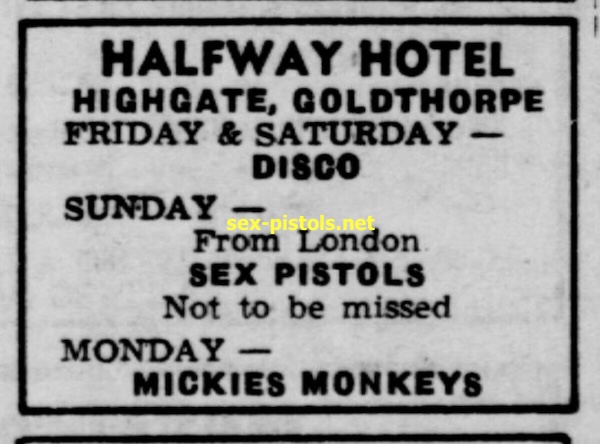 HALFWAY HOTEL
HIGHGATE, GOLDTHORPE
FRIDAY & SATURDAY —
DISCO
SUNDAY —
sex-pistols.net
From London
SEX PISTOLS
Not to be missed
MONDAY —
MICKIES MONKEYS